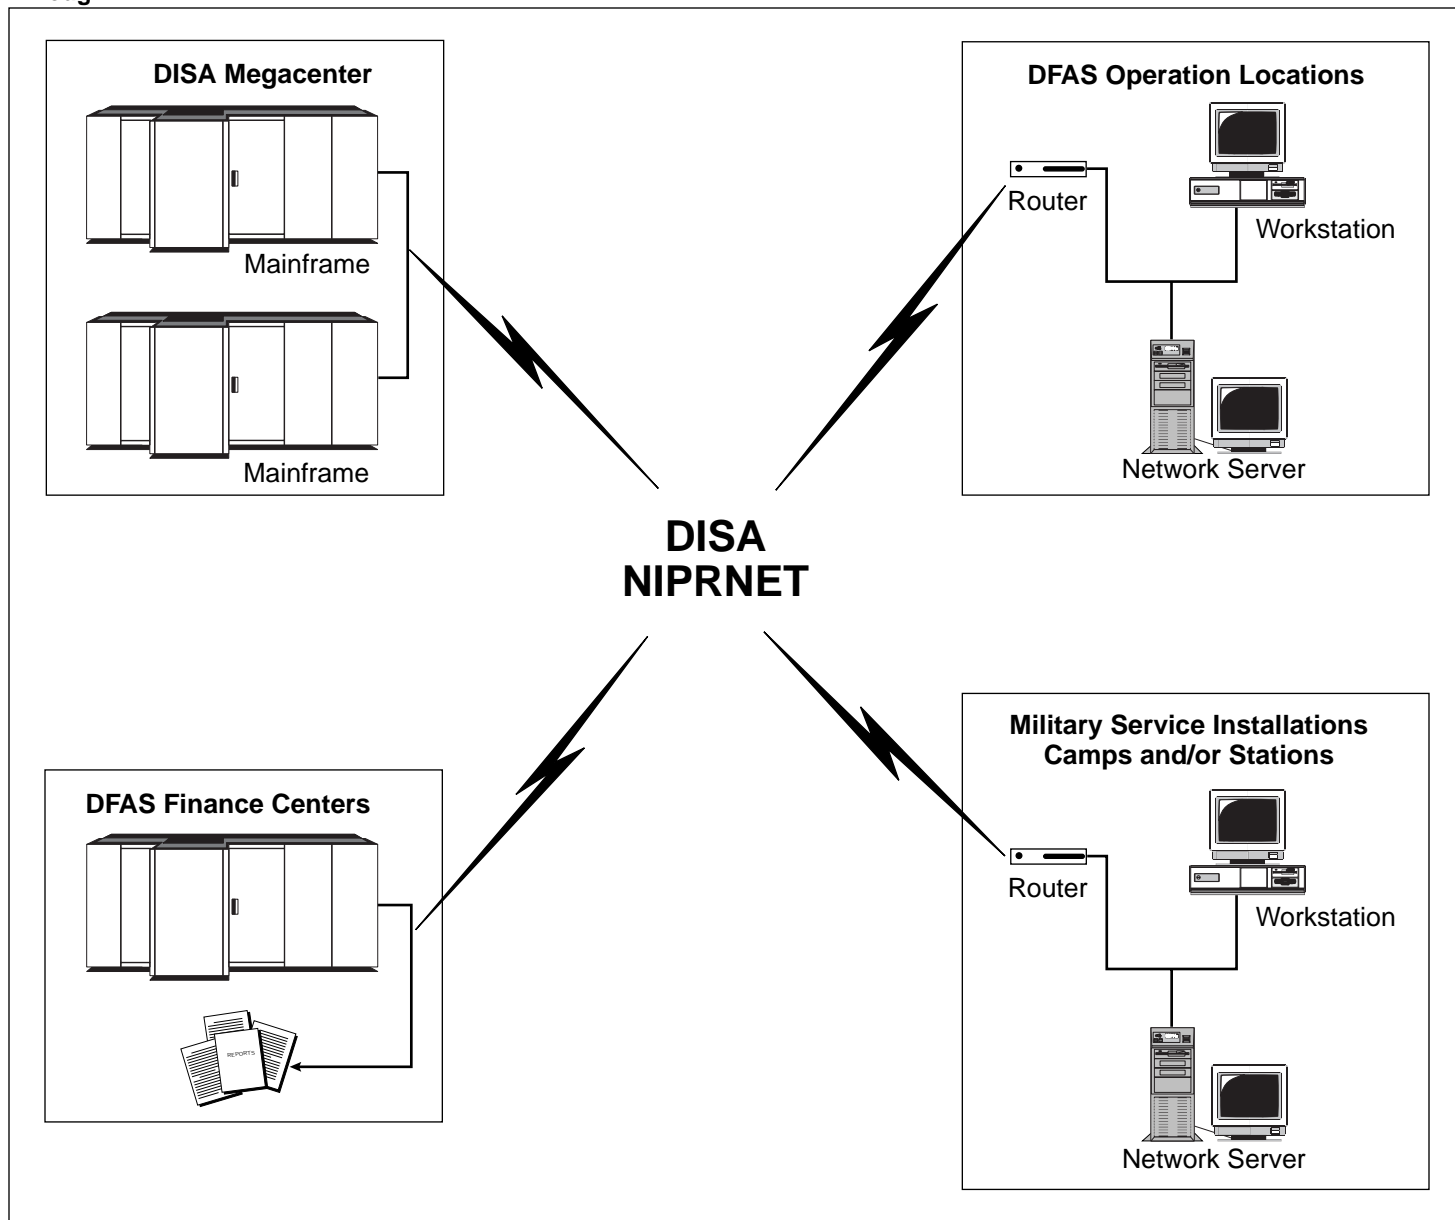 DISA Megacenter
Mainframe
Mainframe
DFAS Operation Locations
Router
Workstation
Network Server
DISA
NIPRNET
DFAS Finance Centers
REPORTS
Military Service Installations
Camps and/or Stations
Router
Workstation
Network Server